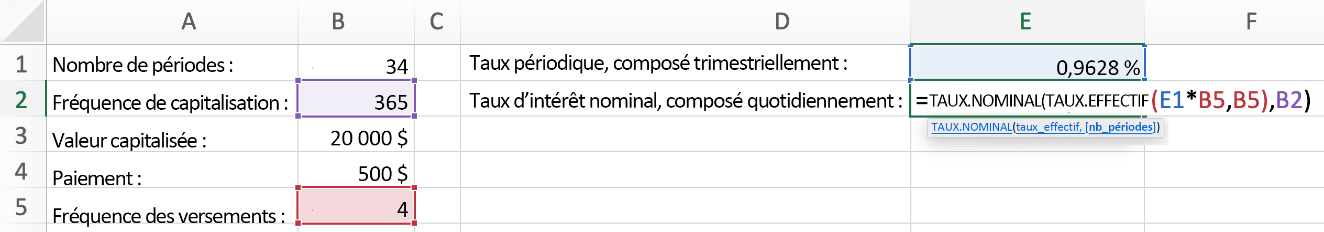 A B C D E F
1 Nombre de périodes : 34 Taux périodique, composé trimestriellement : 0,9628 %
2 Fréquence de capitalisation : 365 Taux d’intérêt nominal, composé quotidiennement : =TAUX.NOMINAL(TAUX.EFFECTIF(E1*B5,B5),B2)
TAUX.NOMINAL(taux_effectif, [nb_périodes])
3 Valeur capitalisée : 20 000 $
4 Paiement : 500 $
5 Fréquence des versements : 4